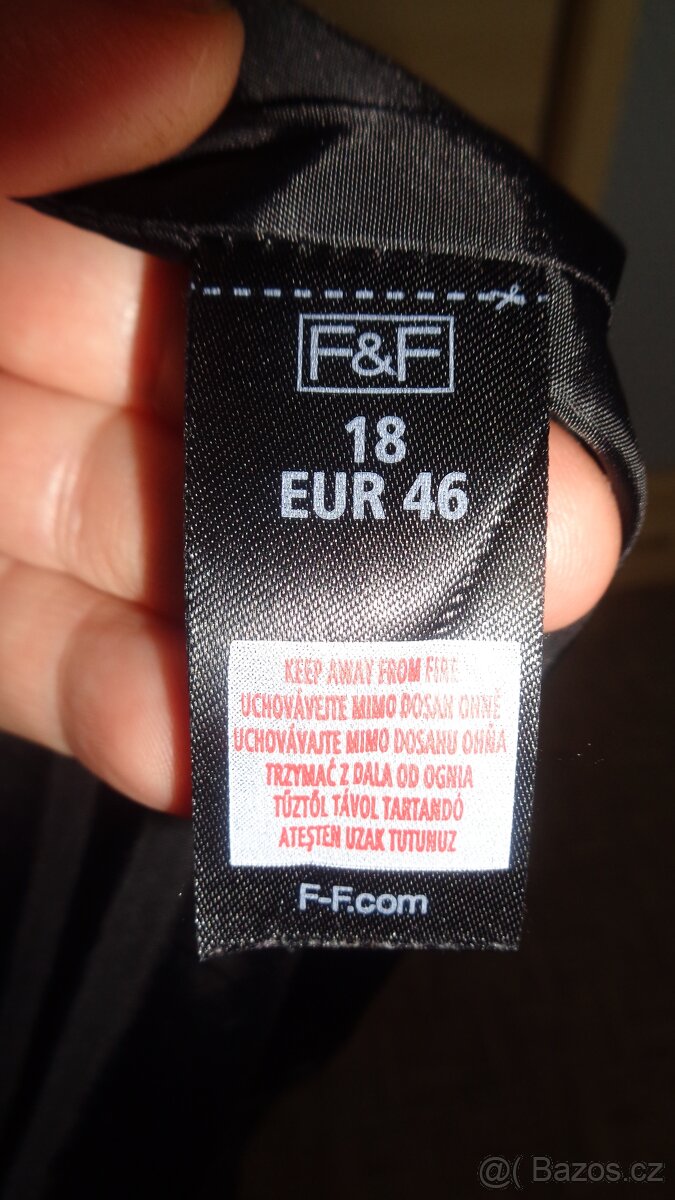 F&F
18
EUR 46
KEEP AWAY FROM FIRE
UCHOVÁVEJTE MIMO DOSAH OHNĚ
UCHOVÁVAJTE MIMO DOSAHU OHŇA
TRZYMAĆ Z DALA OD OGNIA
TŰZTŐL TÁVOL TARTANDÓ
ATEŞTEN UZAK TUTUNUZ
F-F.com
@( Bazoš.cz